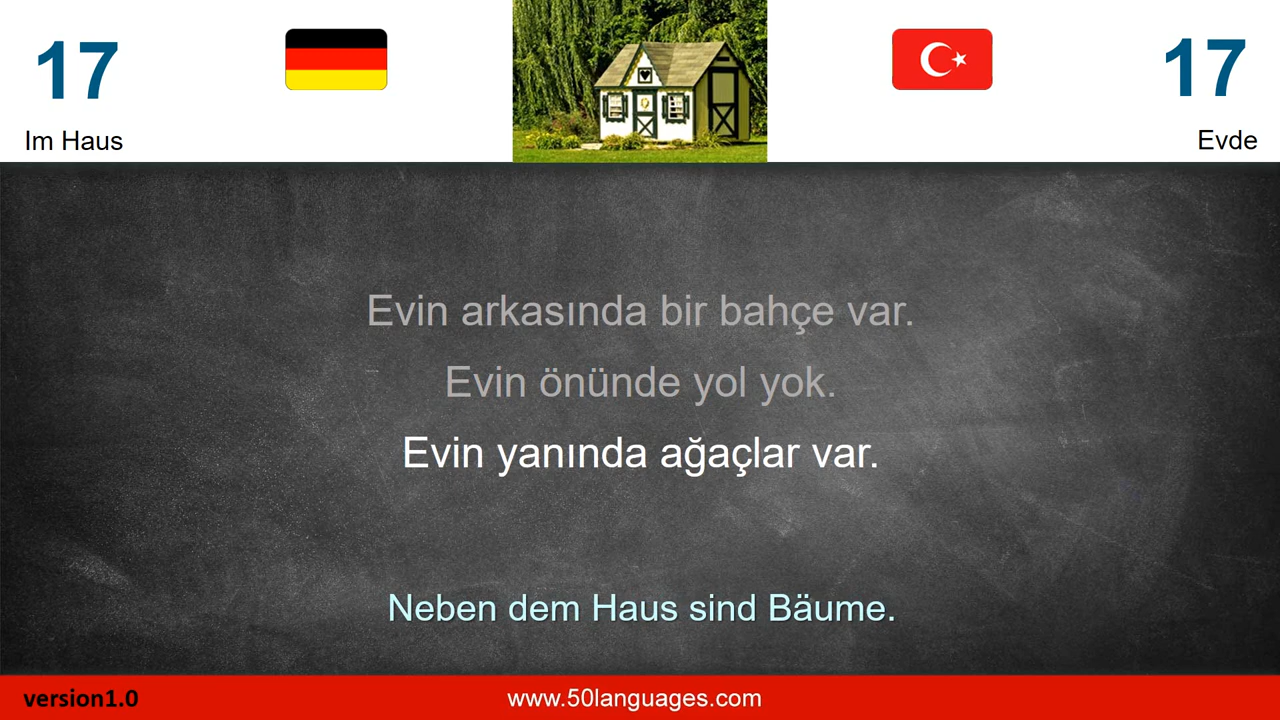 17
17
Im Haus
Evde
Evin arkasında bir bahçe var.
Evin önünde yol yok.
Evin yanında ağaçlar var.
Neben dem Haus sind Bäume.
version1.0
www.50languages.com